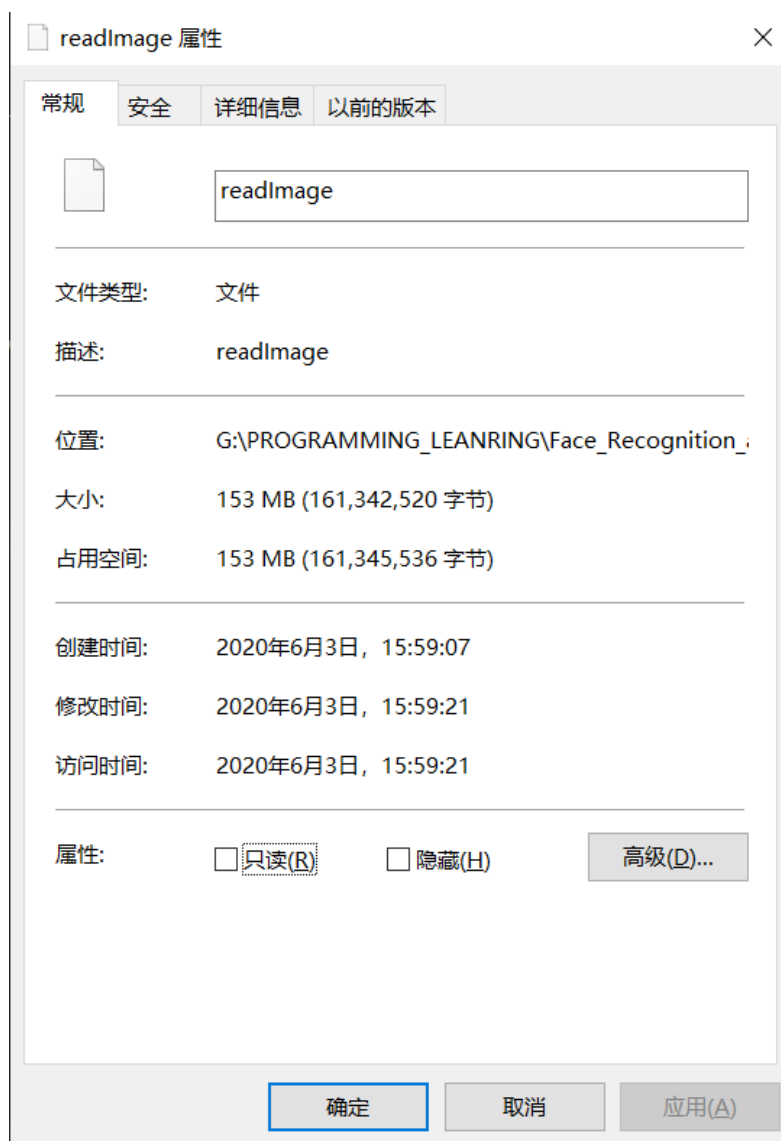 readImage 属性
常规 安全 详细信息 以前的版本
readImage
文件类型: 文件
描述: readImage
位置: G:\PROGRAMMING_LEANRING\Face_Recognition_
大小: 153 MB (161,342,520 字节)
占用空间: 153 MB (161,345,536 字节)
创建时间: 2020年6月3日，15:59:07
修改时间: 2020年6月3日，15:59:21
访问时间: 2020年6月3日，15:59:21
属性: 只读(R) 隐藏(H) 高级(D)...
确定 取消 应用(A)